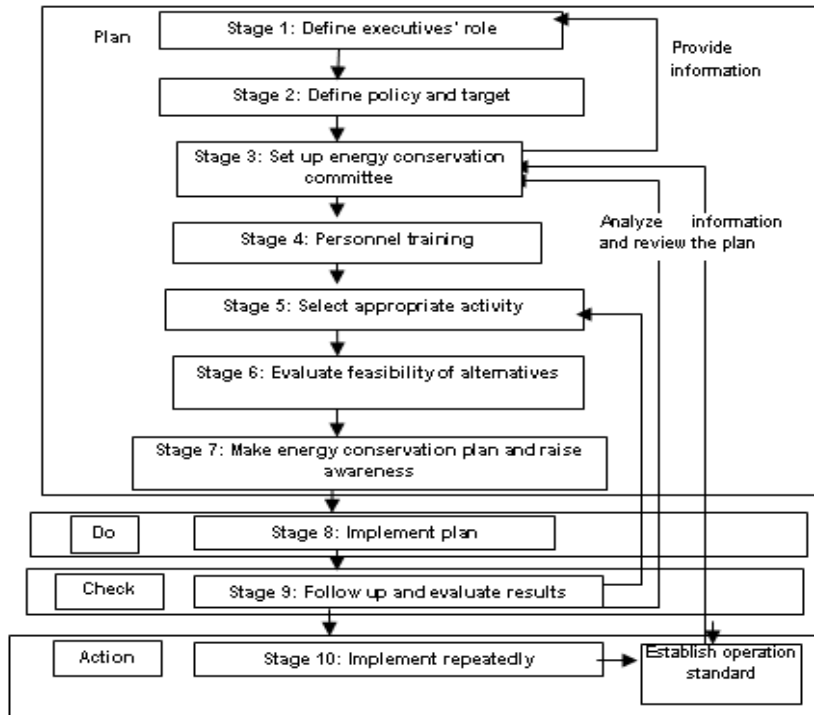 Plan
Stage 1: Define executives' role
Provide
information
Stage 2: Define policy and target
Stage 3: Set up energy conservation
committee
Analyze information
and review the plan
Stage 4: Personnel training
Stage 5: Select appropriate activity
Stage 6: Evaluate feasibility of alternatives
Stage 7: Make energy conservation plan and raise
awareness
Do
Stage 8: Implement plan
Check
Stage 9: Follow up and evaluate results
Action
Stage 10: Implement repeatedly
Establish operation
standard